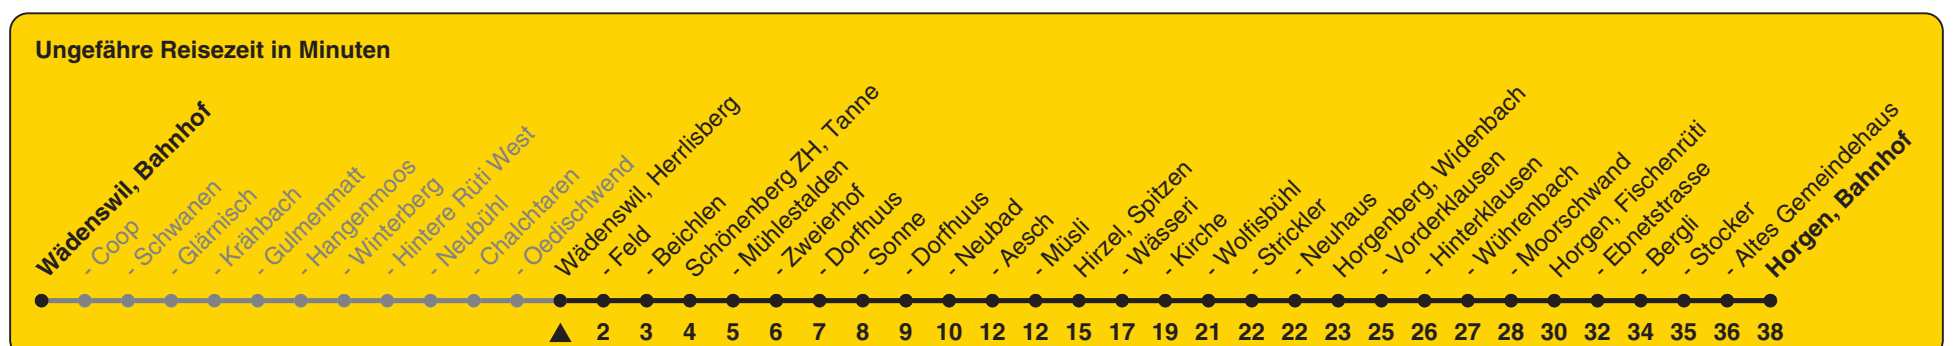 Ungefähre Reisezeit in Minuten
Wädenswil, Bahnhof
- Coop
- Schwanen
- Glärnisch
- Krähbach
- Gulmenmatt
- Hangenmoos
- Winterberg
- Hintere Rüti West
- Neubühl
- Chalchtaren
- Oedischwend
Wädenswil, Herrlisberg
- Feld
- Beichlen
Schönenberg ZH, Tanne
- Mühlestalden
- Zweierhof
- Dorfhuus
- Sonne
- Dorfhuus
- Neubad
- Aesch
- Müsli
Hirzel, Spitzen
- Wässeri
- Kirche
- Wolfisbühl
- Strickler
- Neuhaus
Horgenberg, Widenbach
- Vorderklausen
- Hinterklausen
- Wührenbach
- Moorschwand
Horgen, Fischenrüti
- Ebnetstrasse
- Bergli
- Stocker
- Altes Gemeindehaus
Horgen, Bahnhof
2 3 4 5 6 7 8 9 10 12 12 15 17 19 21 22 22 23 25 26 27 28 30 32 34 35 36 38